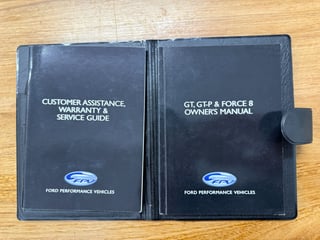 CUSTOMER ASSISTANCE,
WARRANTY &
SERVICE GUIDE
FPV
FORD PERFORMANCE VEHICLES
GT, GT-P & FORCE 8
OWNER'S MANUAL
FPV
FORD PERFORMANCE VEHICLES